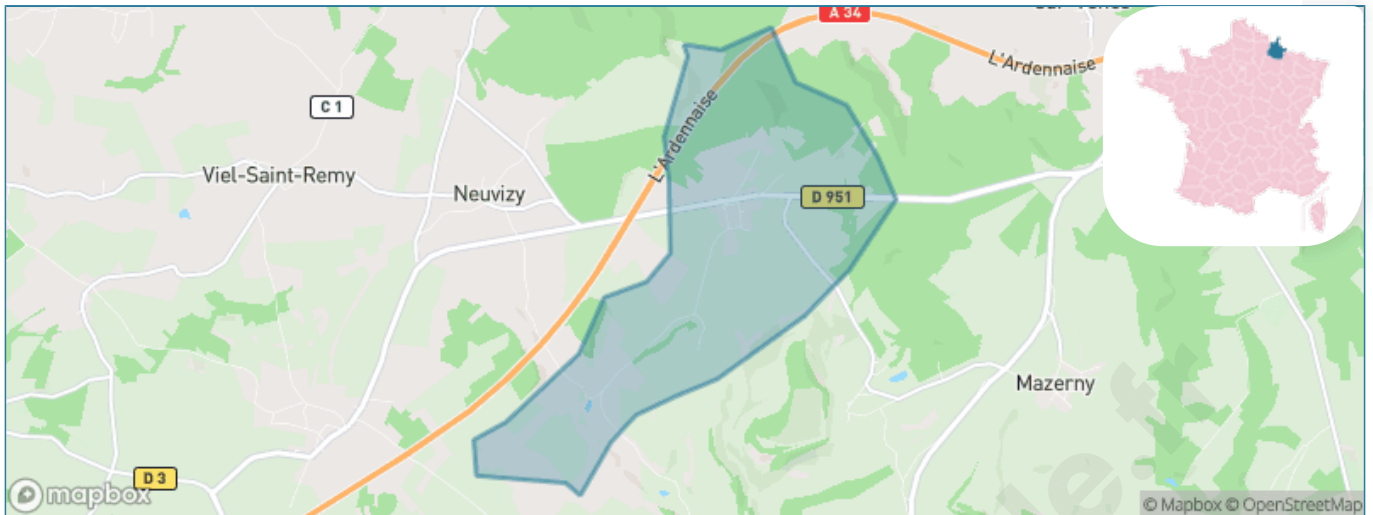 A 34
L'Ardennaise
C 1
L'Ardennaise
Viel-Saint-Remy
Neuvizy
D 951
Mazerny
D 3
mapbox
© Mapbox © OpenStreetMap